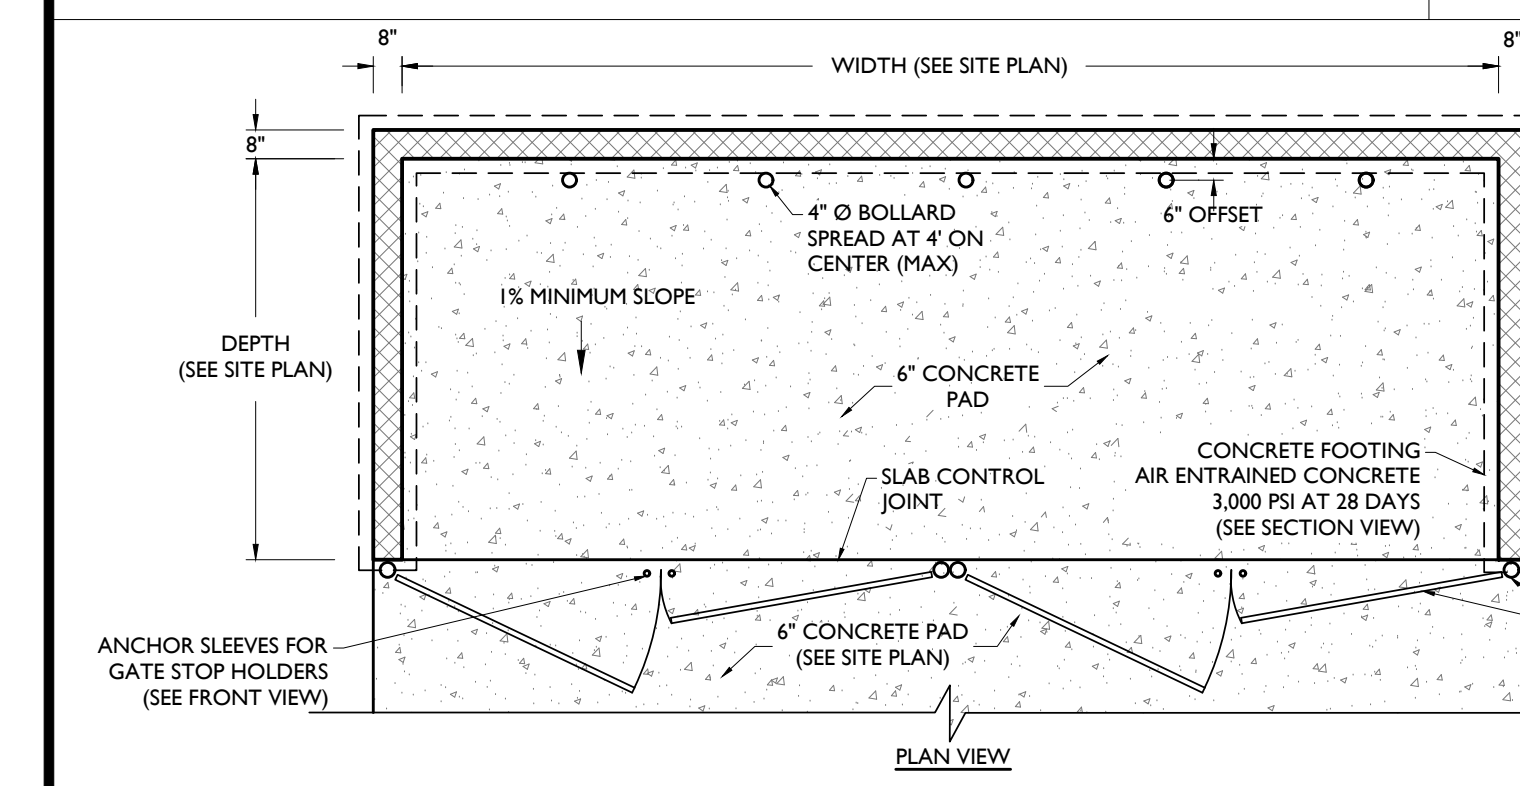 8"
8"
WIDTH (SEE SITE PLAN)
8"
4" Ø BOLLARD
SPREAD AT 4' ON
CENTER (MAX)
6" OFFSET
1% MINIMUM SLOPE
DEPTH
(SEE SITE PLAN)
6" CONCRETE
PAD
CONCRETE FOOTING
AIR ENTRAINED CONCRETE
3,000 PSI AT 28 DAYS
(SEE SECTION VIEW)
SLAB CONTROL
JOINT
ANCHOR SLEEVES FOR
GATE STOP HOLDERS
(SEE FRONT VIEW)
6" CONCRETE PAD
(SEE SITE PLAN)
PLAN VIEW